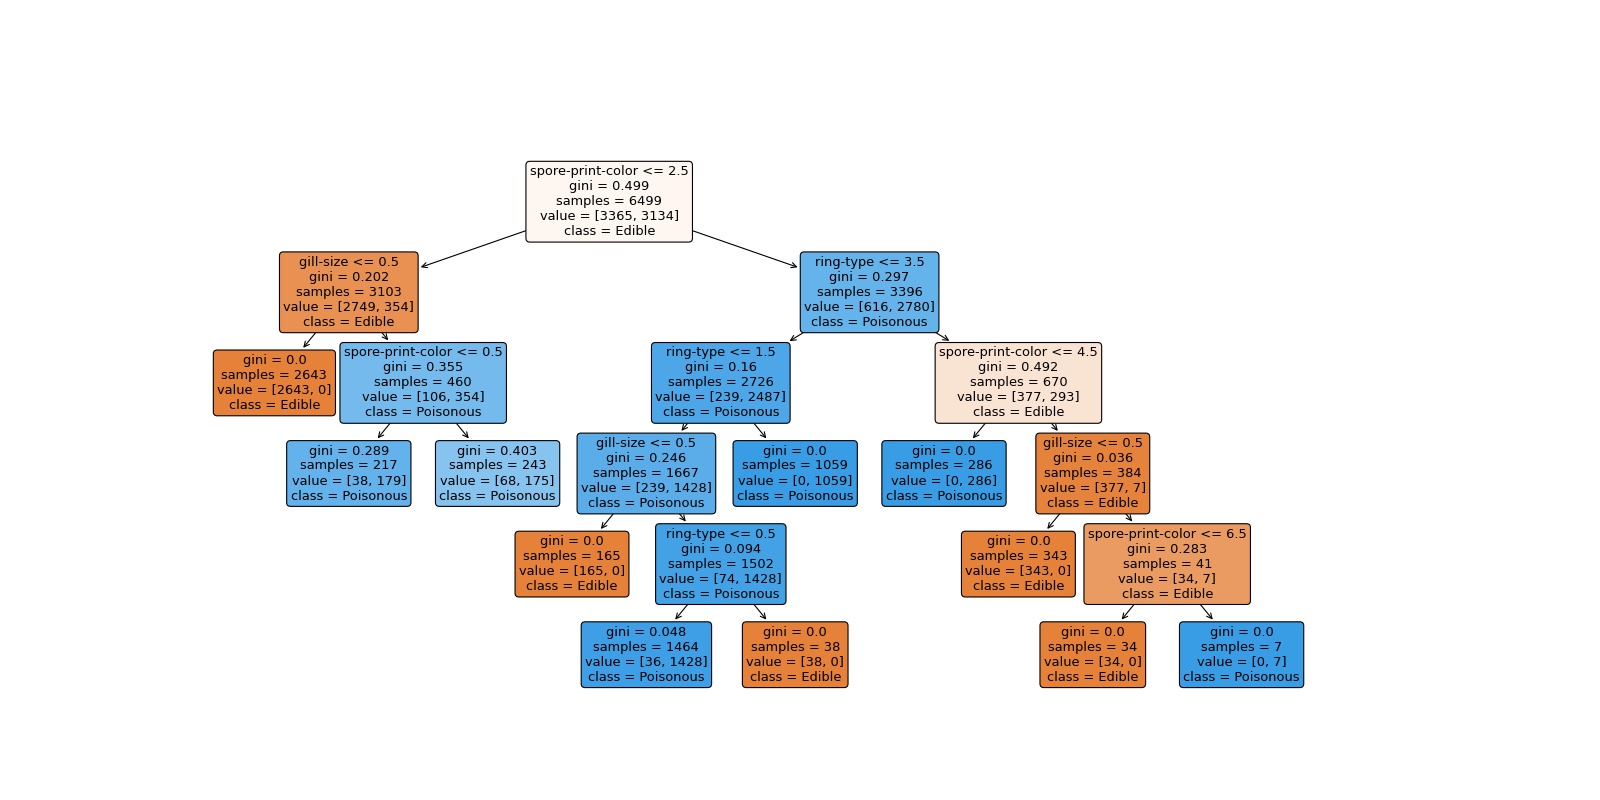 spore-print-color <= 2.5
gini = 0.499
samples = 6499
value = [3365, 3134]
class = Edible
gill-size <= 0.5
gini = 0.202
samples = 3103
value = [2749, 354]
class = Edible
ring-type <= 3.5
gini = 0.297
samples = 3396
value = [616, 2780]
class = Poisonous
gini = 0.0
samples = 2643
value = [2643, 0]
class = Edible
spore-print-color <= 0.5
gini = 0.355
samples = 460
value = [106, 354]
class = Poisonous
ring-type <= 1.5
gini = 0.16
samples = 2726
value = [239, 2487]
class = Poisonous
spore-print-color <= 4.5
gini = 0.492
samples = 670
value = [377, 293]
class = Edible
gini = 0.289
samples = 217
value = [38, 179]
class = Poisonous
gini = 0.403
samples = 243
value = [68, 175]
class = Poisonous
gill-size <= 0.5
gini = 0.246
samples = 1667
value = [239, 1428]
class = Poisonous
gini = 0.0
samples = 1059
value = [0, 1059]
class = Poisonous
gini = 0.0
samples = 286
value = [0, 286]
class = Poisonous
gill-size <= 0.5
gini = 0.036
samples = 384
value = [377, 7]
class = Edible
gini = 0.0
samples = 165
value = [165, 0]
class = Edible
ring-type <= 0.5
gini = 0.094
samples = 1502
value = [74, 1428]
class = Poisonous
gini = 0.0
samples = 343
value = [343, 0]
class = Edible
spore-print-color <= 6.5
gini = 0.283
samples = 41
value = [34, 7]
class = Edible
gini = 0.048
samples = 1464
value = [36, 1428]
class = Poisonous
gini = 0.0
samples = 38
value = [38, 0]
class = Edible
gini = 0.0
samples = 34
value = [34, 0]
class = Edible
gini = 0.0
samples = 7
value = [0, 7]
class = Poisonous